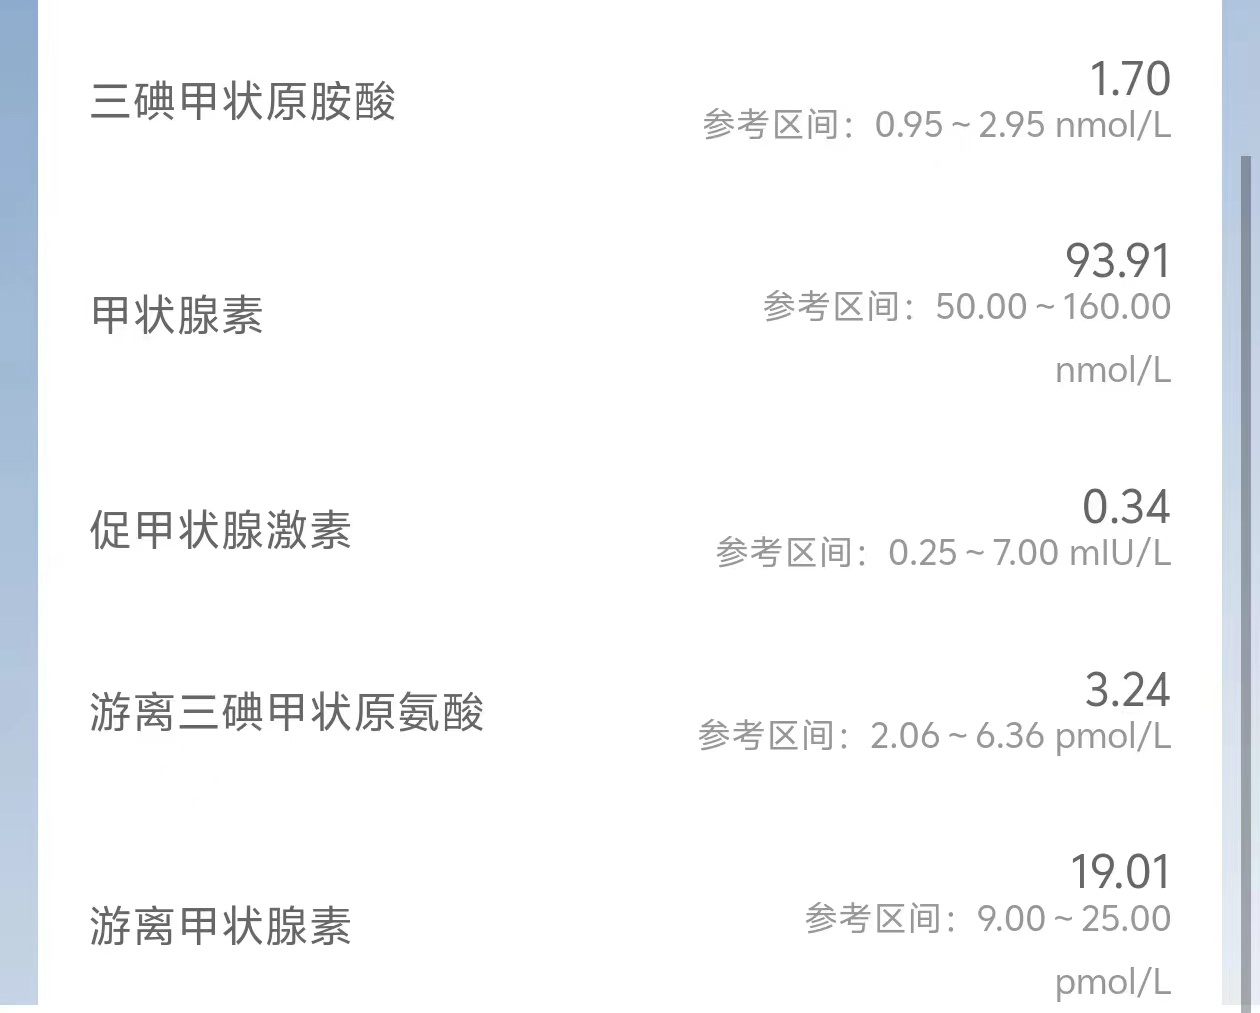 三碘甲状原胺酸
1.70
参考区间：0.95 ~ 2.95 nmol/L
甲状腺素
93.91
参考区间：50.00 ~ 160.00
nmol/L
促甲状腺激素
0.34
参考区间：0.25 ~ 7.00 mIU/L
游离三碘甲状原氨酸
3.24
参考区间：2.06 ~ 6.36 pmol/L
游离甲状腺素
19.01
参考区间：9.00 ~ 25.00
pmol/L